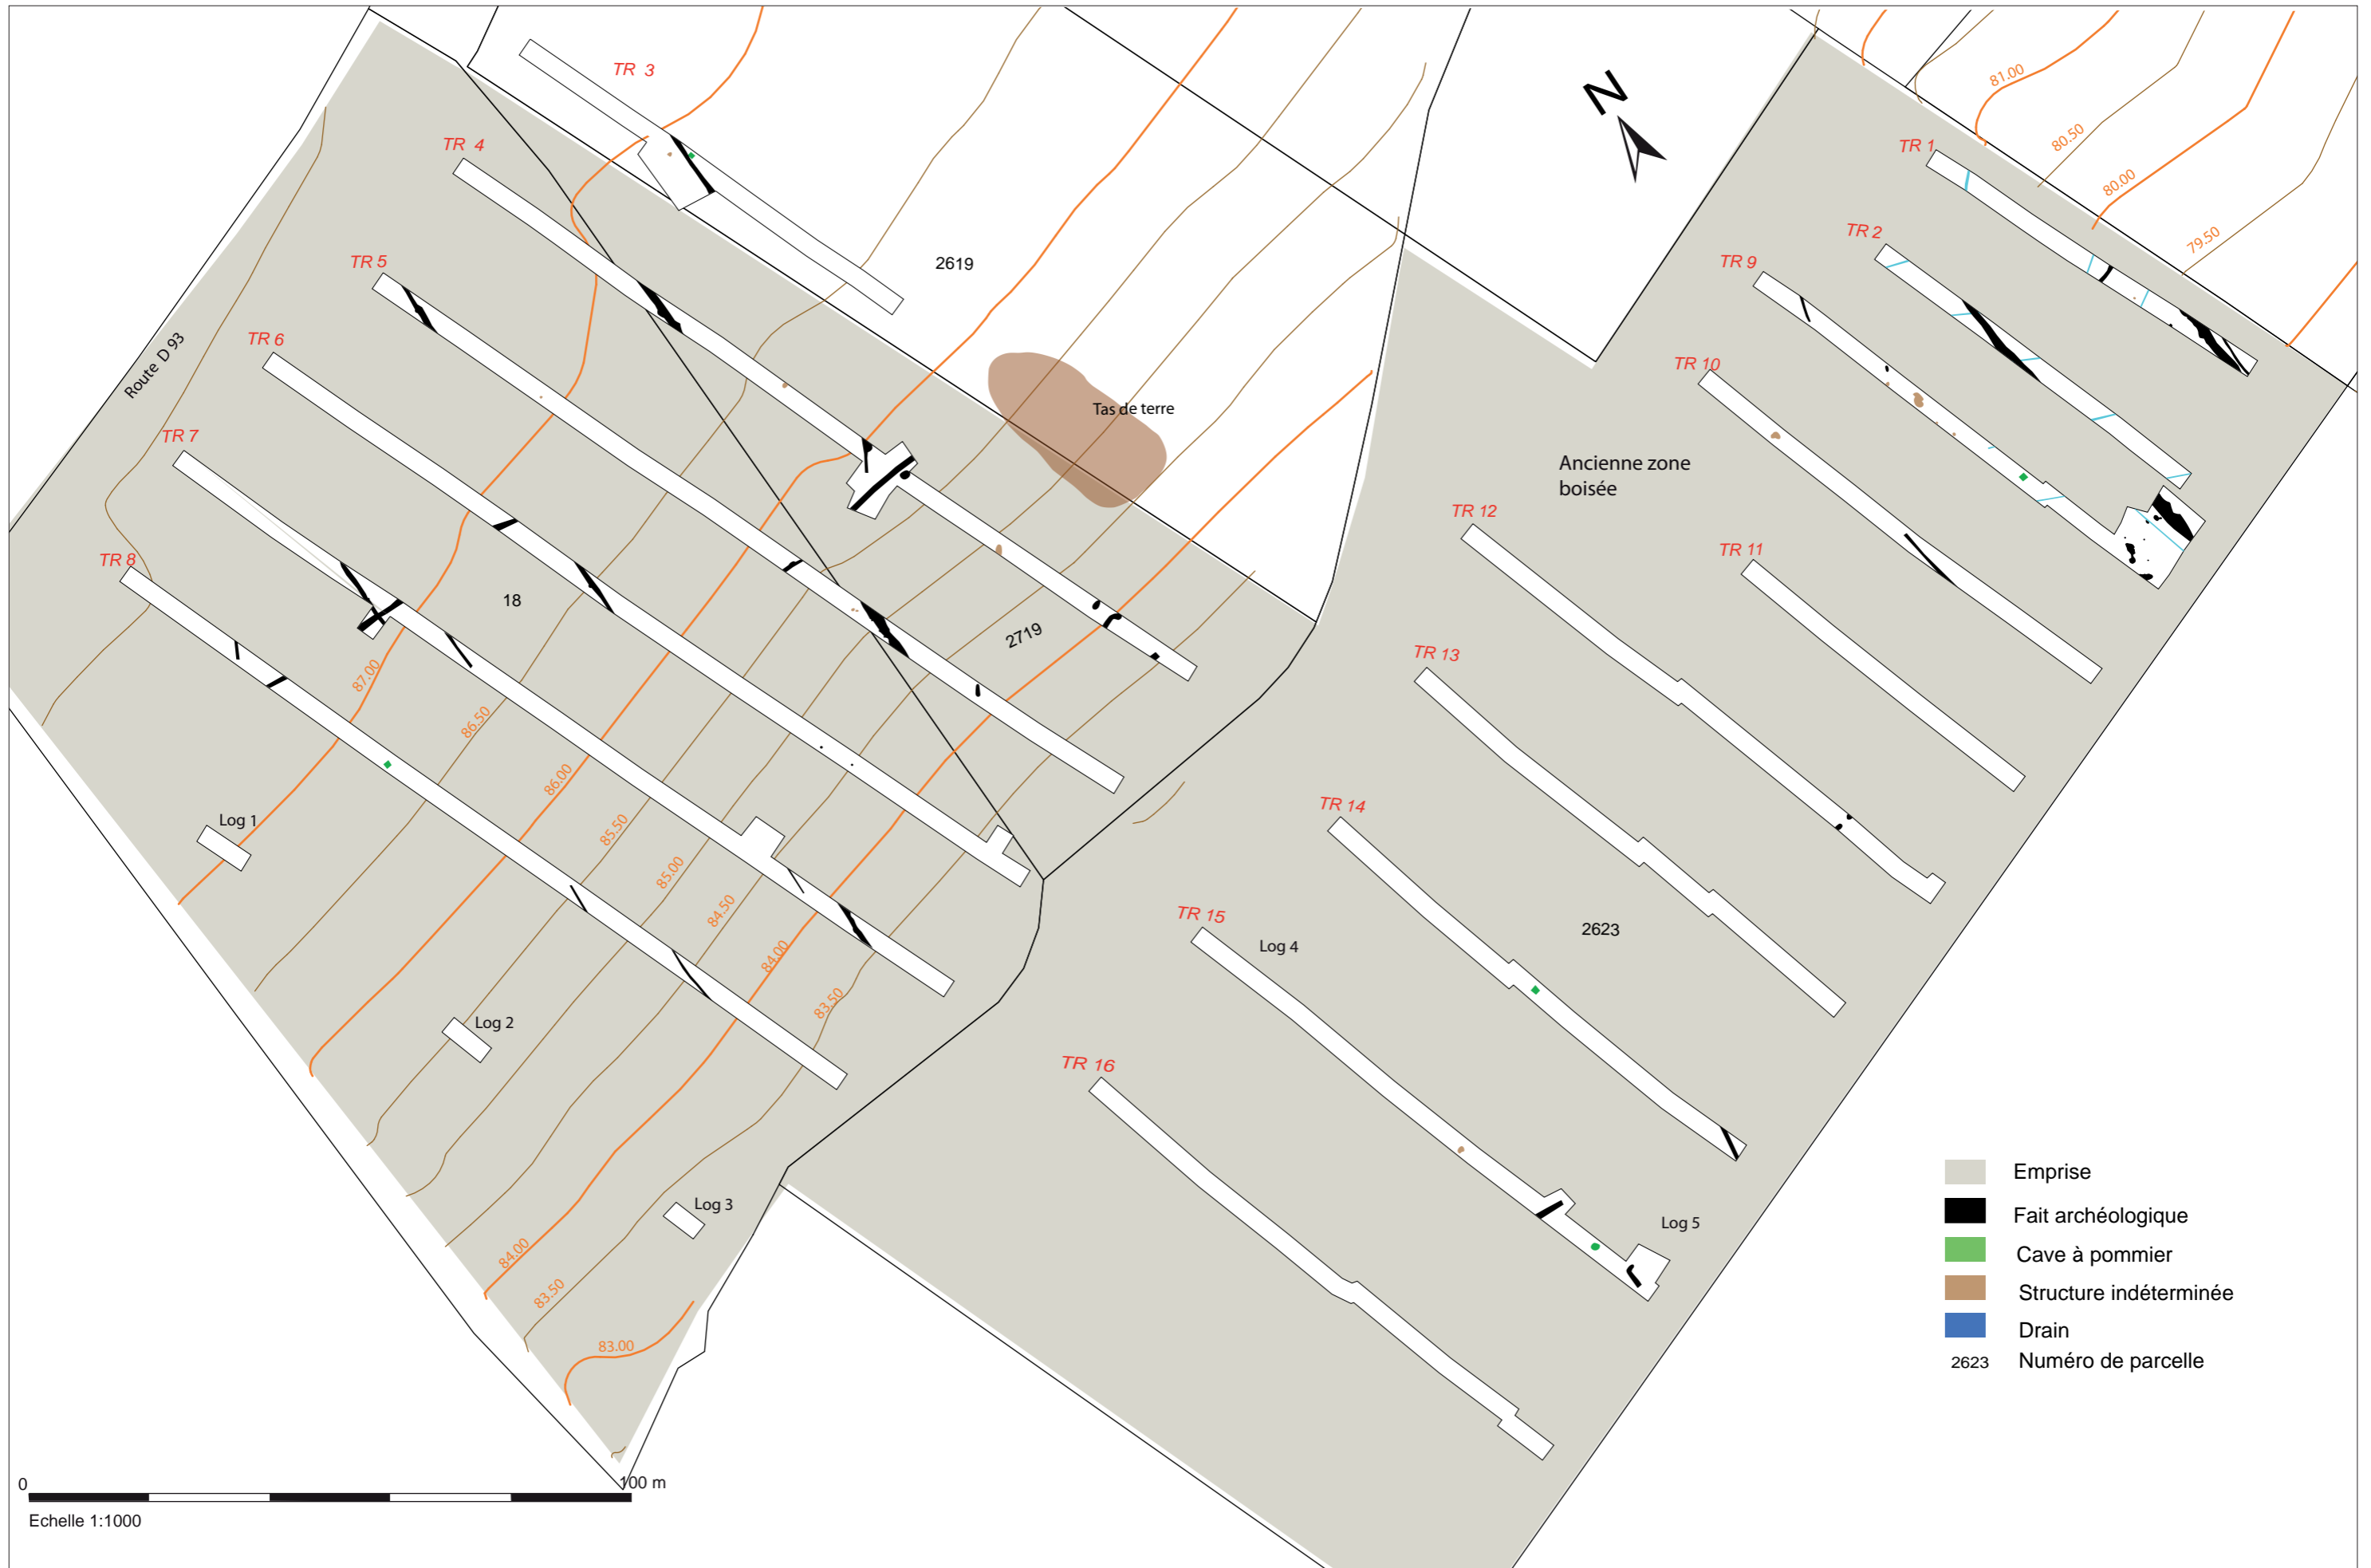 TR 3
TR 4
TR 5
TR 6
TR 7
TR 8
Route D 93
2619
Tas de terre
N
81.00
80.50
80.00
79.50
TR 1
TR 2
TR 9
TR 10
Ancienne zone
boisée
TR 11
TR 12
TR 13
TR 14
TR 15
TR 16
18
2719
2623
87.00
86.50
86.00
85.50
85.00
84.50
84.00
83.50
Log 1
Log 2
Log 3
Log 4
Log 5
84.00
83.50
83.00
Emprise
Fait archéologique
Cave à pommier
Structure indéterminée
Drain
2623 Numéro de parcelle
0 100 m
Echelle 1:1000